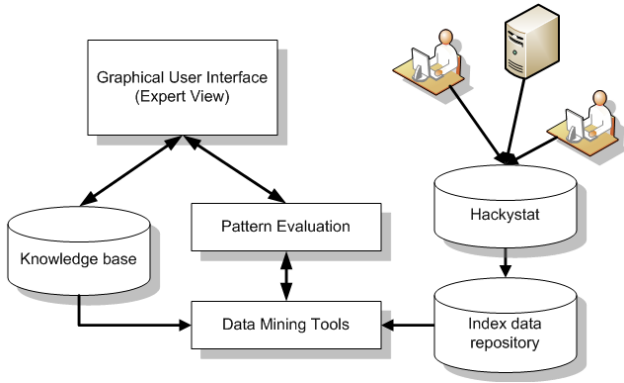 Graphical User Interface
(Expert View)
Hackystat
Pattern Evaluation
Knowledge base
Data Mining Tools
Index data
repository